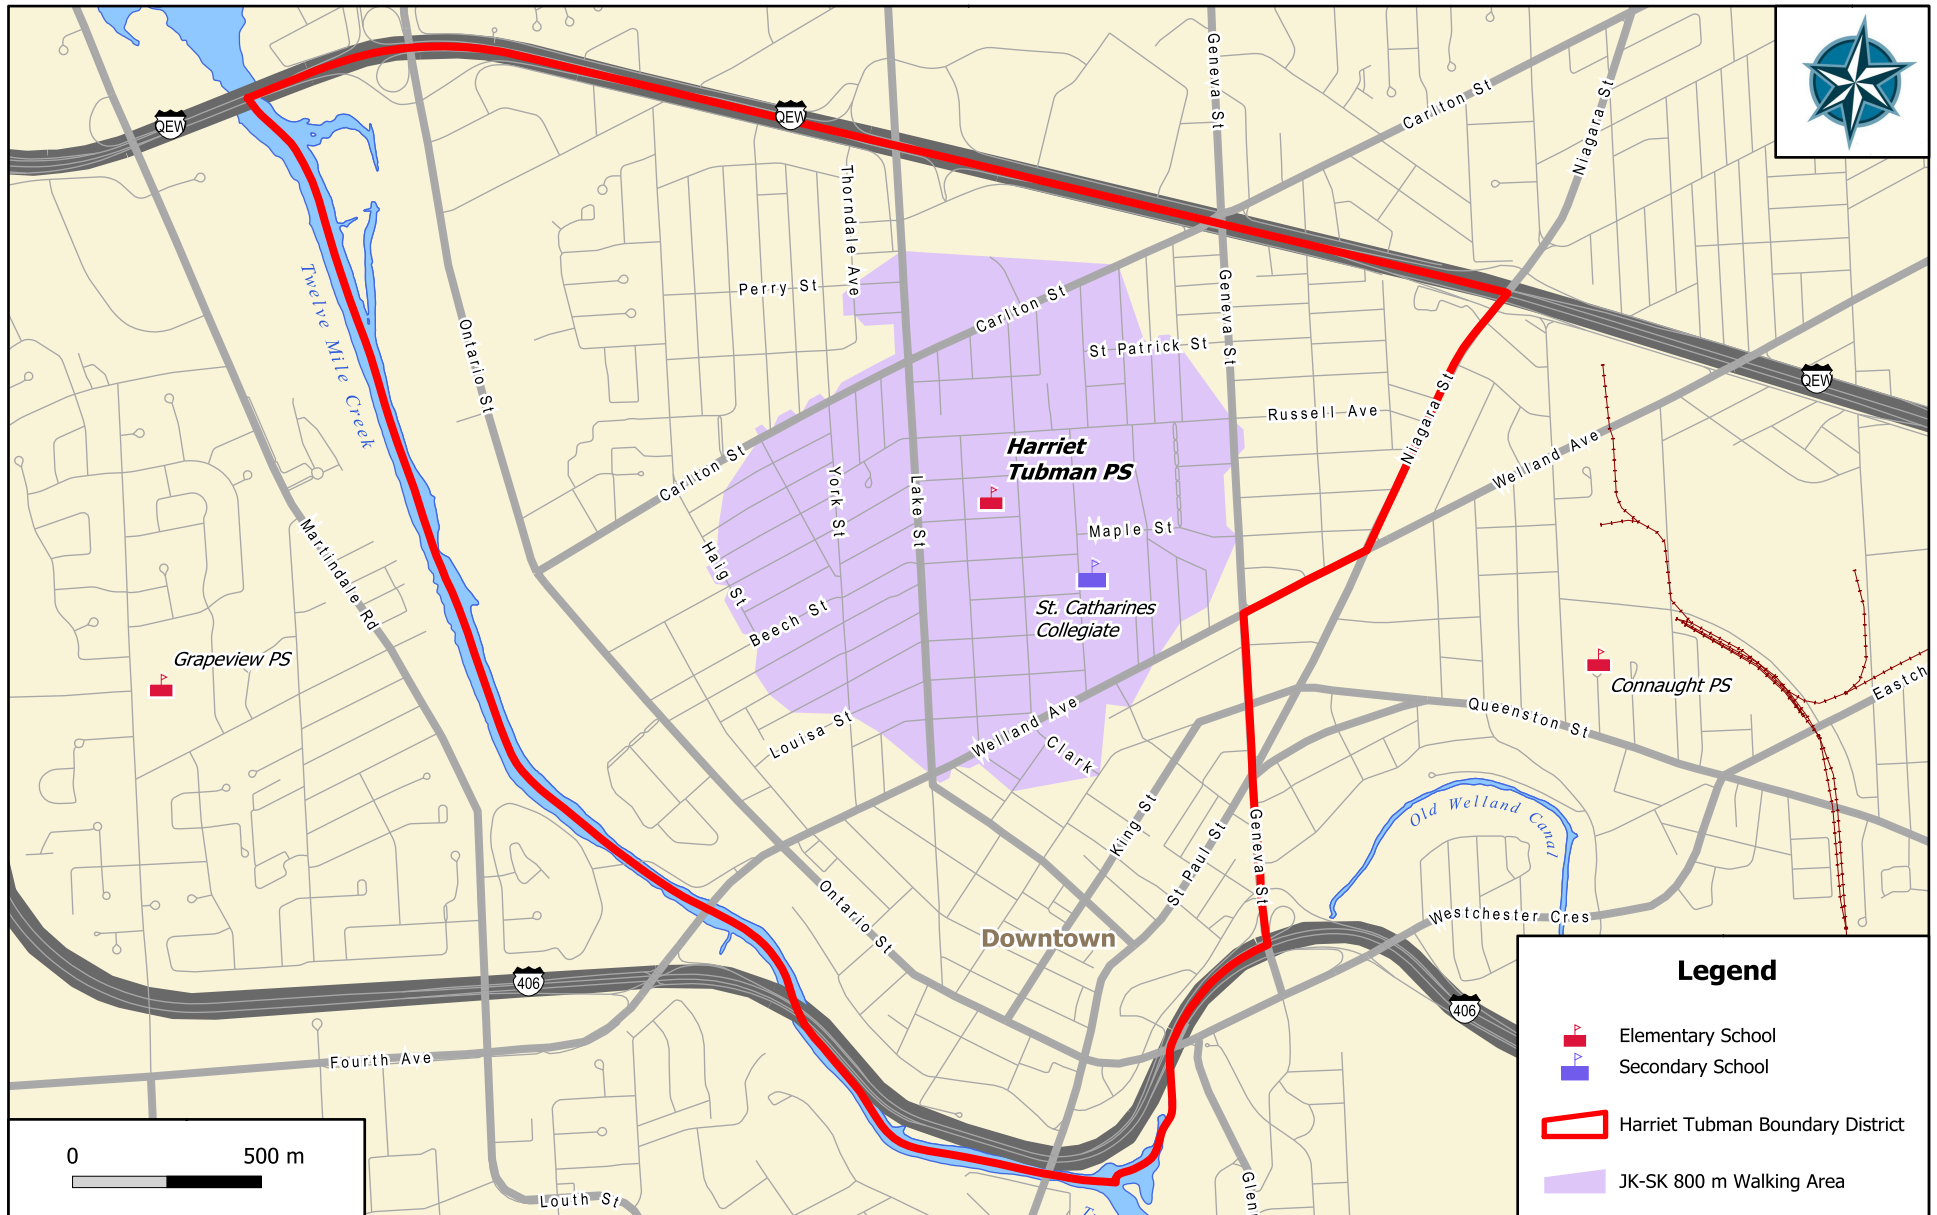 Geneva St
Carlton St
Niagara St
QEW
QEW
Thorndale Ave
Perry St
Carlton St
Geneva St
St Patrick St
Twelve Mile Creek
Ontario St
QEW
Russell Ave
Niagara St
Welland Ave
Carlton St
York St
Lake St
Harriet
Tubman PS
Maple St
Martindale Rd
Haig St
Beech St
St. Catharines
Collegiate
Grapeview PS
Connaught PS
Eastch
Queenston St
Louisa St
Welland Ave
Clark
King St
St Paul St
Geneva St
Old Welland Canal
Ontario St
Downtown
Westchester Cres
406
406
Fourth Ave
Louth St
Glen
0 500 m
Legend
Elementary School
Secondary School
Harriet Tubman Boundary District
JK-SK 800 m Walking Area